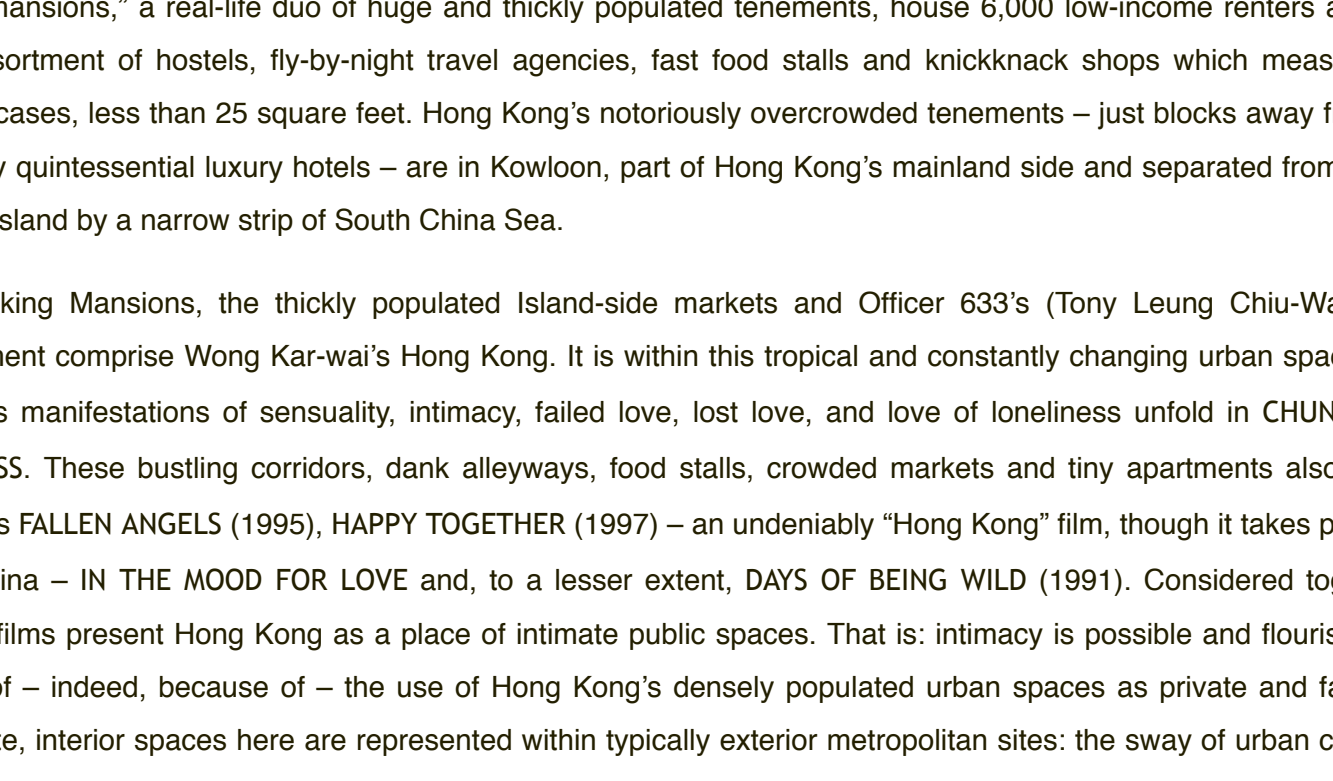 mansions,” a real-life duo of huge and thickly populated tenements, house 6,000 low-income renters a
sortment of hostels, fly-by-night travel agencies, fast food stalls and knickknack shops which meas
cases, less than 25 square feet. Hong Kong’s notoriously overcrowded tenements – just blocks away f
y quintessential luxury hotels – are in Kowloon, part of Hong Kong’s mainland side and separated from
sland by a narrow strip of South China Sea.
king Mansions, the thickly populated Island-side markets and Officer 633’s (Tony Leung Chiu-Wa
ment comprise Wong Kar-wai’s Hong Kong. It is within this tropical and constantly changing urban spac
s manifestations of sensuality, intimacy, failed love, lost love, and love of loneliness unfold in CHUN
SS. These bustling corridors, dank alleyways, food stalls, crowded markets and tiny apartments also
s FALLEN ANGELS (1995), HAPPY TOGETHER (1997) – an undeniably “Hong Kong” film, though it takes p
ina – IN THE MOOD FOR LOVE and, to a lesser extent, DAYS OF BEING WILD (1991). Considered tog
films present Hong Kong as a place of intimate public spaces. That is: intimacy is possible and flouris
of – indeed, because of – the use of Hong Kong’s densely populated urban spaces as private and fa
te, interior spaces here are represented within typically exterior metropolitan sites: the sway of urban c